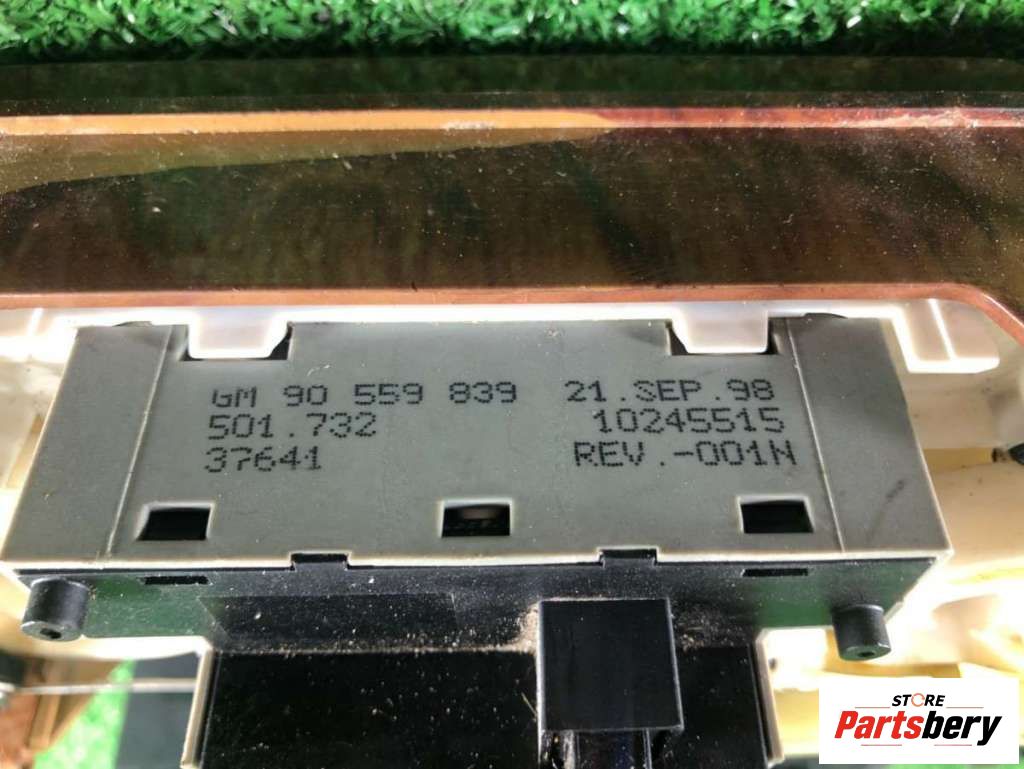 GM 90 559 839 21.SEP.98
501.732 10245515
37641 REV.-001N
STORE
Partsbery